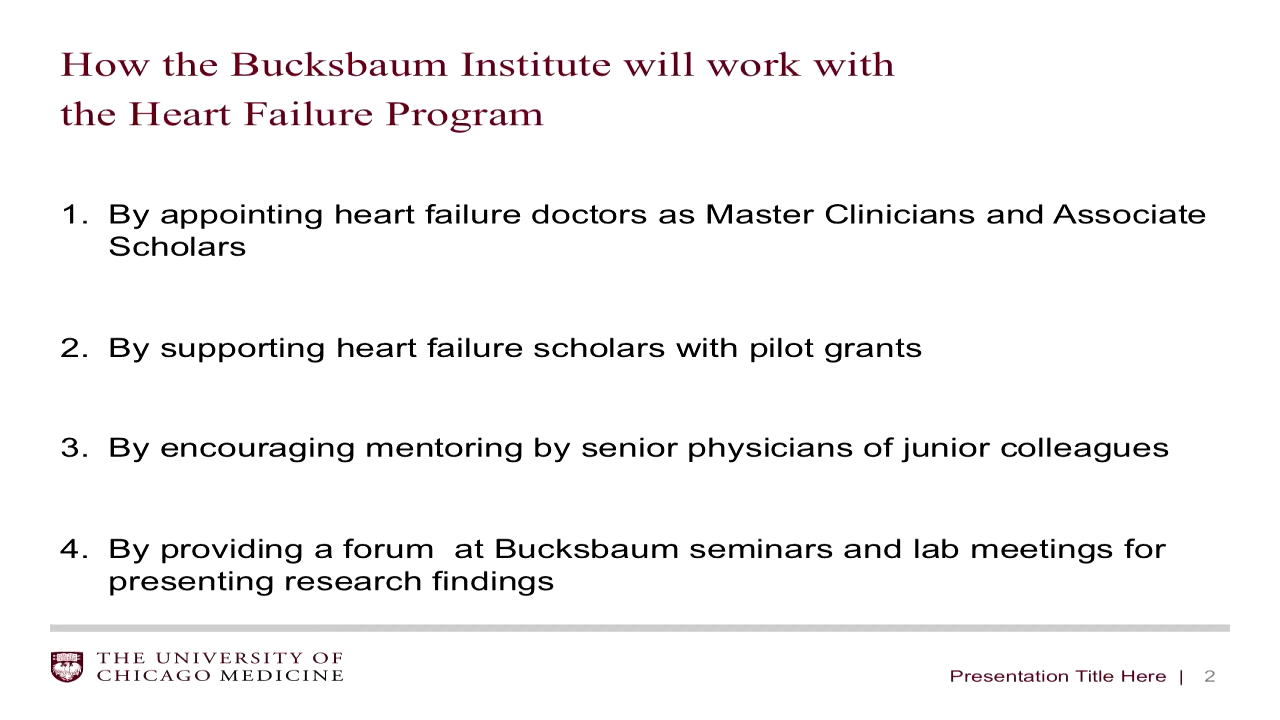 How the Bucksbaum Institute will work with
the Heart Failure Program
1. By appointing heart failure doctors as Master Clinicians and Associate
Scholars
2. By supporting heart failure scholars with pilot grants
3. By encouraging mentoring by senior physicians of junior colleagues
4. By providing a forum  at Bucksbaum seminars and lab meetings for
presenting research findings
THE UNIVERSITY OF
CHICAGO MEDICINE
Presentation Title Here | 2